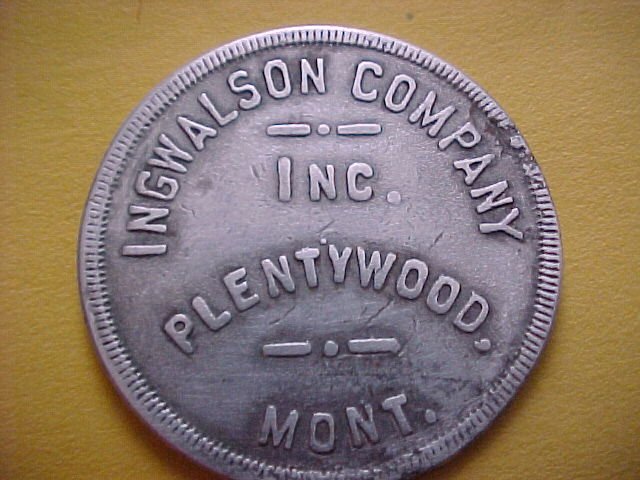 INGWALSON COMPANY
INC.
PLENTYWOOD,
MONT.